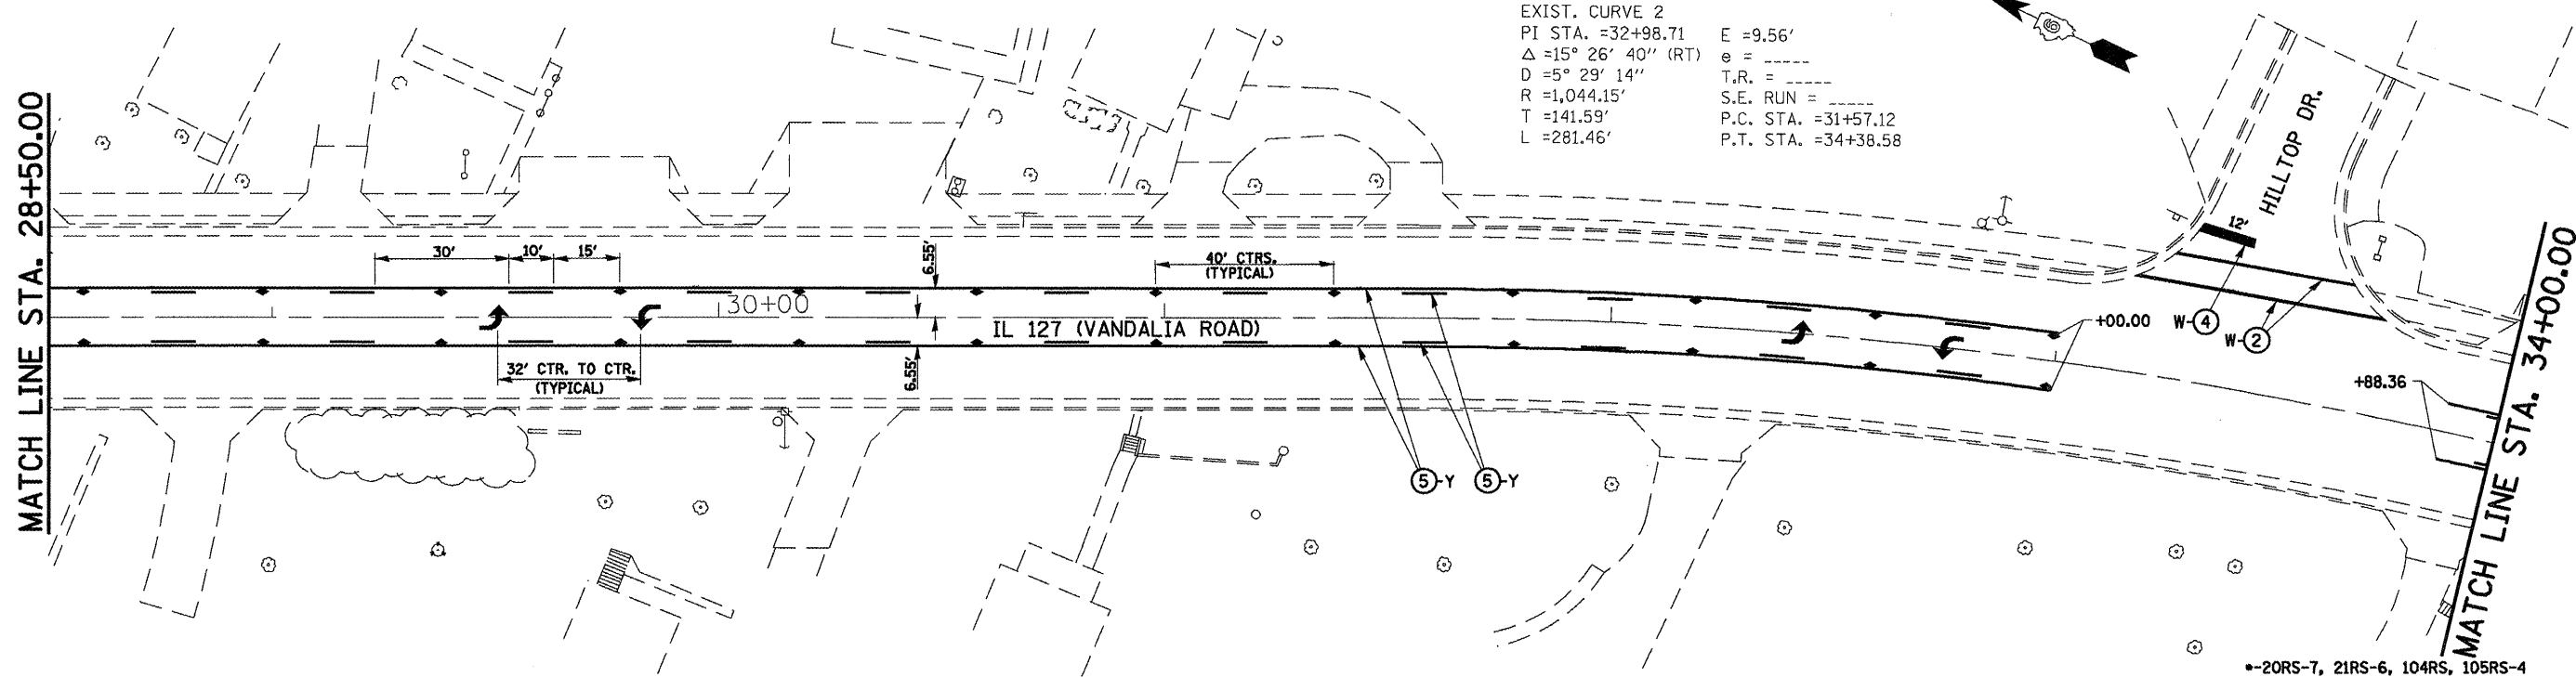 EXIST. CURVE 2
PI STA. =32+98.71
Δ =15° 26' 40'' (RT)
D =5° 29' 14''
R =1,044.15'
T =141.59'
L =281.46'
E =9.56'
e = _____
T.R. = _____
S.E. RUN = _____
P.C. STA. =31+57.12
P.T. STA. =34+38.58
MATCH LINE STA. 28+50.00
HILLTOP DR.
12'
30'
10'
15'
6.55'
40' CTRS.
(TYPICAL)
30+00
IL 127 (VANDALIA ROAD)
+00.00
W-4
W-2
32' CTR. TO CTR.
(TYPICAL)
6.55'
+88.36
5-Y
5-Y
MATCH LINE STA. 34+00.00
*-20RS-7, 21RS-6, 104RS, 105RS-4